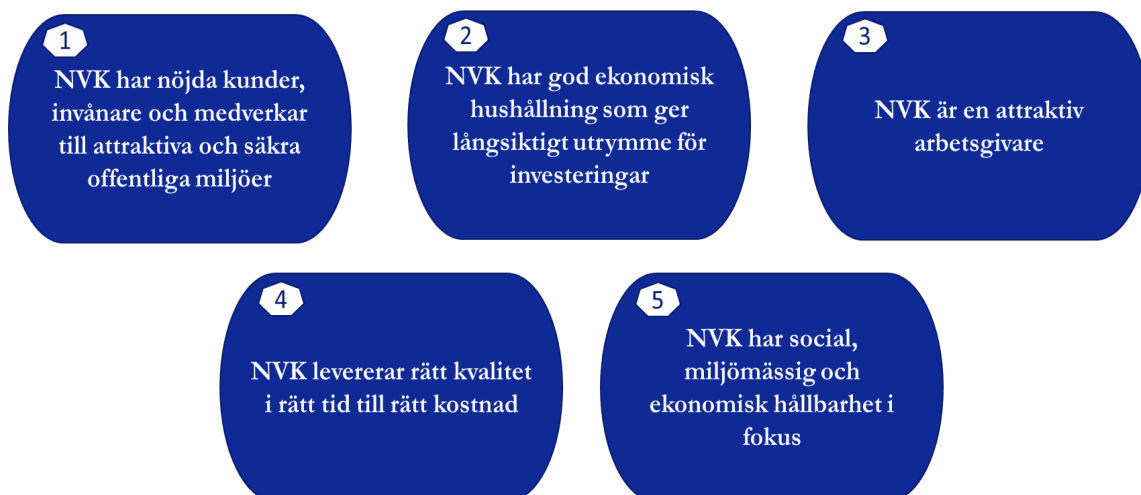 1
NVK har nöjda kunder,
invånare och medverkar
till attraktiva och säkra
offentliga miljöer
2
NVK har god ekonomisk
hushållning som ger
långsiktigt utrymme för
investeringar
3
NVK är en attraktiv
arbetsgivare
4
NVK levererar rätt kvalitet
i rätt tid till rätt kostnad
5
NVK har social,
miljömässig och
ekonomisk hållbarhet i
fokus